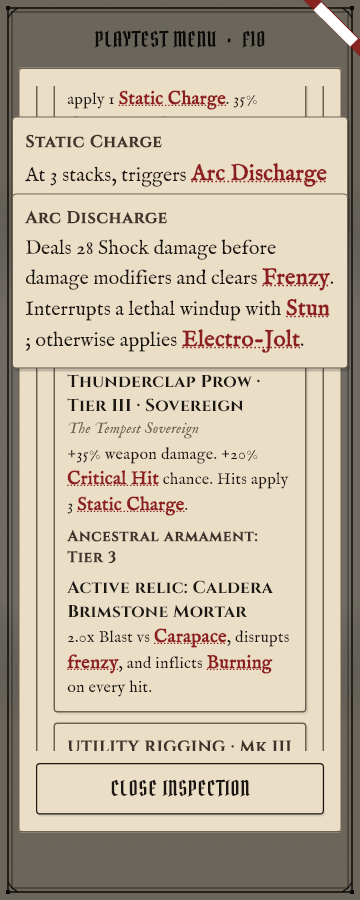 PLAYTEST MENU · F10
apply 1 Static Charge. 35%
STATIC CHARGE
At 3 stacks, triggers Arc Discharge
ARC DISCHARGE
Deals 28 Shock damage before
damage modifiers and clears Frenzy.
Interrupts a lethal windup with Stun
; otherwise applies Electro-Jolt.
THUNDERCLAP PROW ·
TIER III · SOVEREIGN
The Tempest Sovereign
+35% weapon damage. +20%
Critical Hit chance. Hits apply
3 Static Charge.
ANCESTRAL ARMAMENT:
TIER 3
ACTIVE RELIC: CALDERA
BRIMSTONE MORTAR
2.0x Blast vs Carapace, disrupts
frenzy, and inflicts Burning
on every hit.
UTILITY RIGGING · MK III
CLOSE INSPECTION